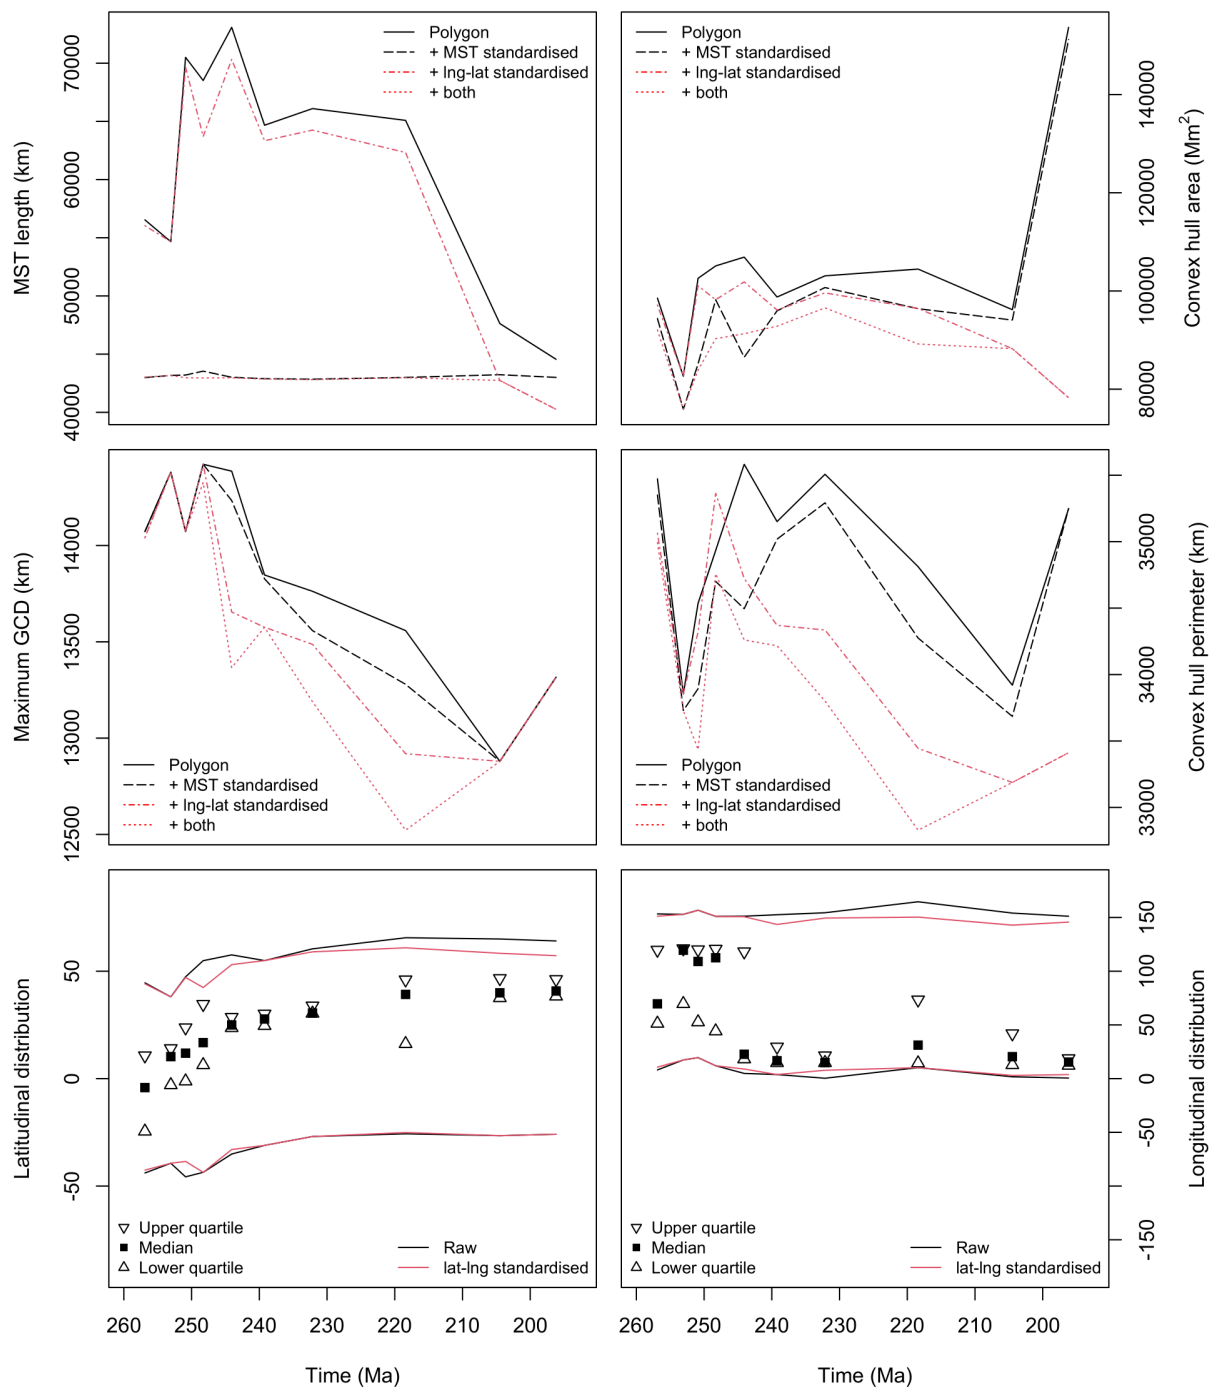 Polygon
+ MST standardised
+ lng-lat standardised
+ both
MST length (km)
70000
60000
50000
40000
Polygon
+ MST standardised
+ lng-lat standardised
+ both
Convex hull area (Mm2)
140000
120000
100000
80000
Polygon
+ MST standardised
+ lng-lat standardised
+ both
Maximum GCD (km)
14000
13500
13000
12500
Polygon
+ MST standardised
+ lng-lat standardised
+ both
Convex hull perimeter (km)
35000
34000
33000
Latitudinal distribution
50
0
-50
Upper quartile
Median
Lower quartile
Raw
lat-lng standardised
260 250 240 230 220 210 200
Time (Ma)
Longitudinal distribution
150
100
50
0
-50
-150
Upper quartile
Median
Lower quartile
Raw
lat-lng standardised
260 250 240 230 220 210 200
Time (Ma)